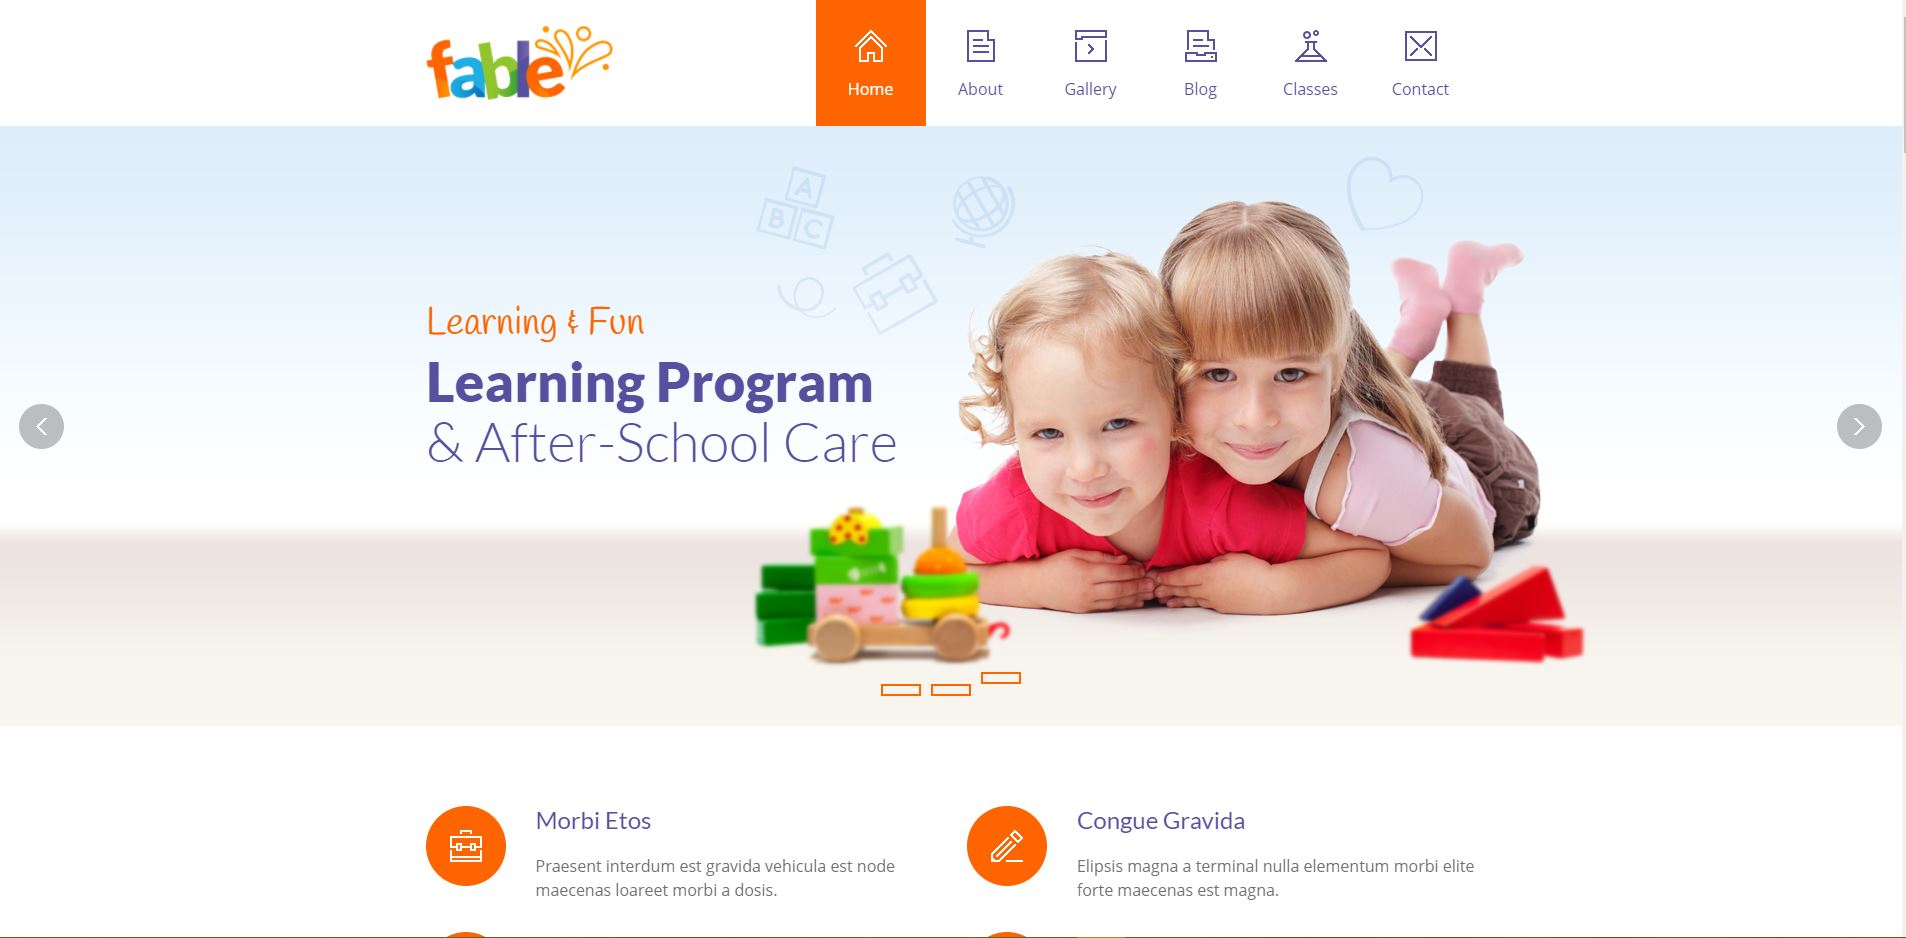 fable
Home
About
Gallery
Blog
Classes
Contact
A
B C
Learning & Fun
Learning Program
& After-School Care
Morbi Etos
Praesent interdum est gravida vehicula est node
maecenas loareet morbi a dosis.
Congue Gravida
Elipsis magna a terminal nulla elementum morbi elite
forte maecenas est magna.